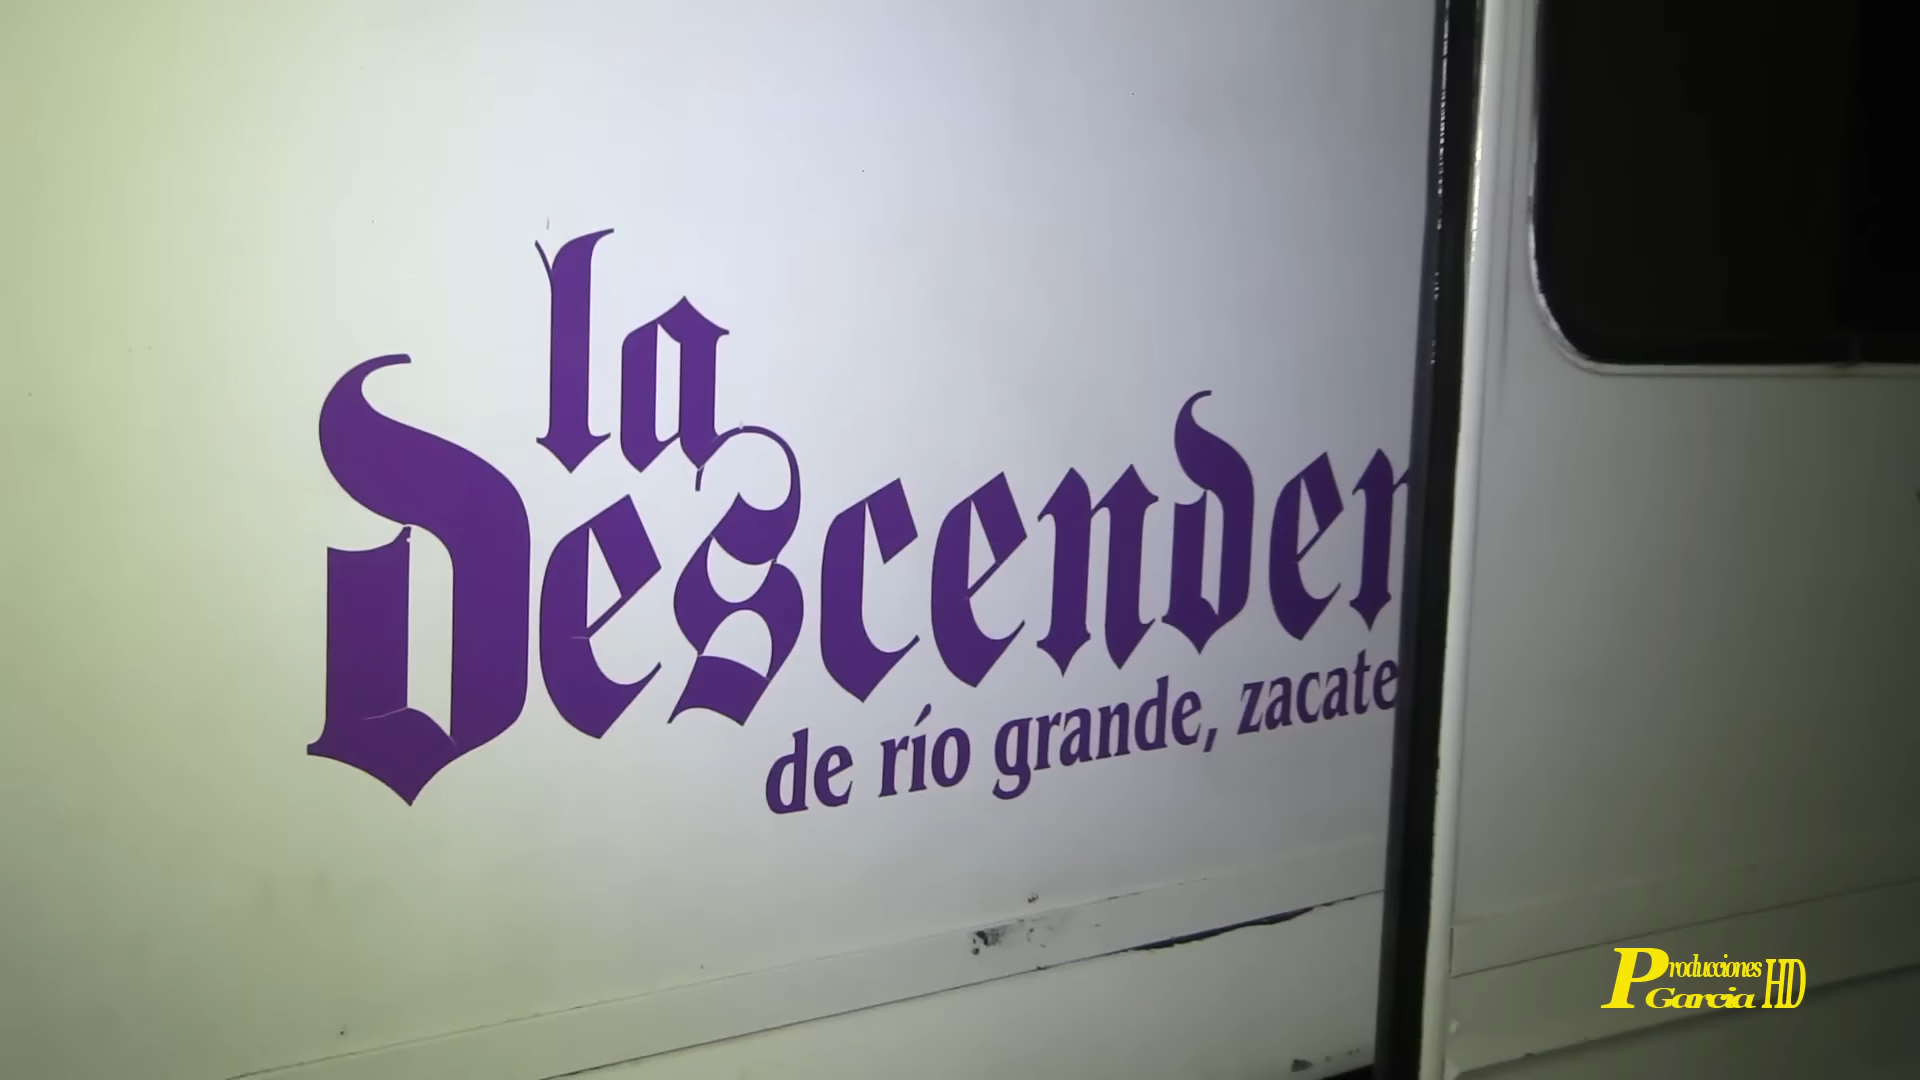 la
Descender
de río grande, zacate
Producciones
Garcia HD